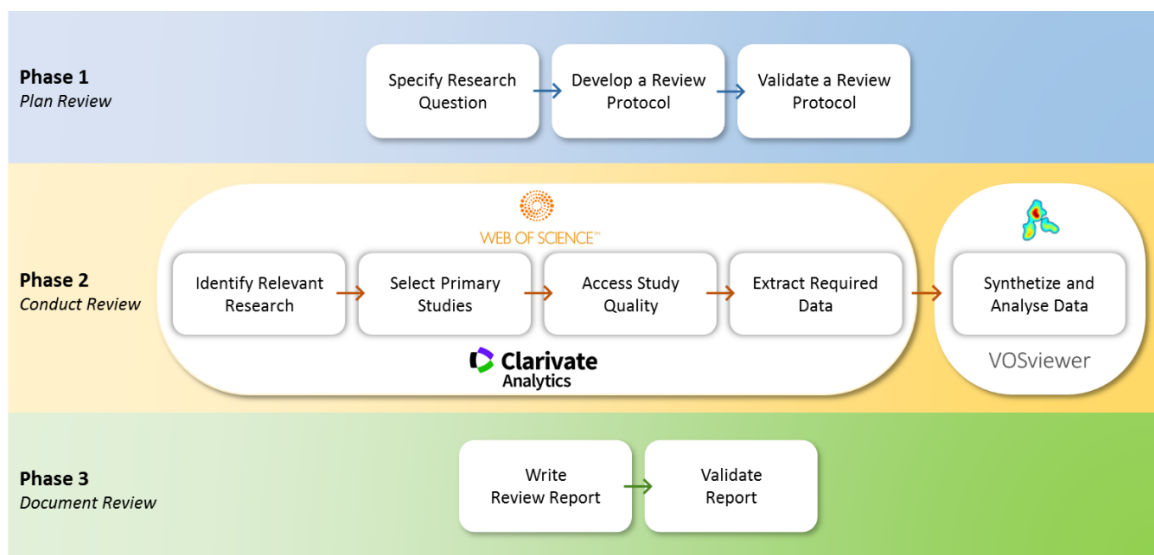 Phase 1
Plan Review
Specify Research
Question
Develop a Review
Protocol
Validate a Review
Protocol
Phase 2
Conduct Review
WEB OF SCIENCE™
Identify Relevant
Research
Select Primary
Studies
Access Study
Quality
Extract Required
Data
Clarivate
Analytics
Synthetize and
Analyse Data
VOSviewer
Phase 3
Document Review
Write
Review Report
Validate
Report